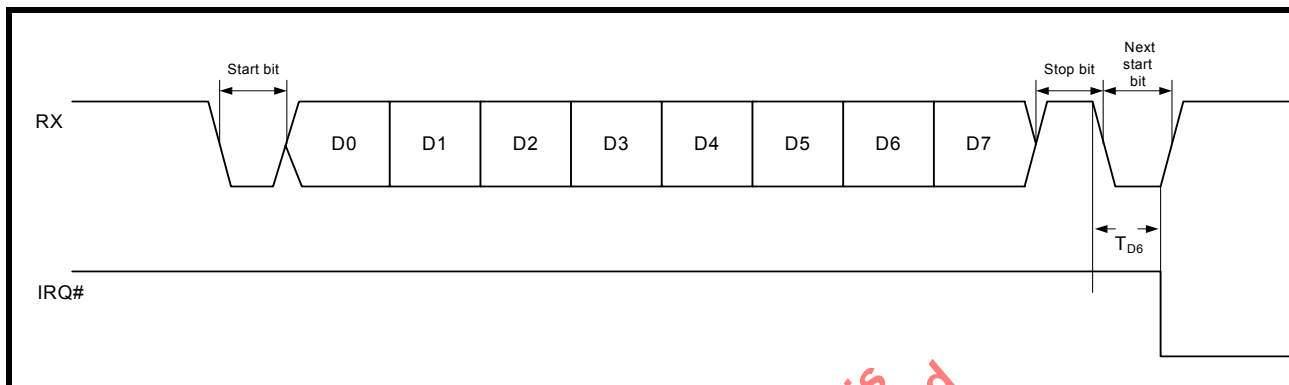 Start bit
Stop bit
Next
start
bit
RX
D0 D1 D2 D3 D4 D5 D6 D7
TD6
IRQ#